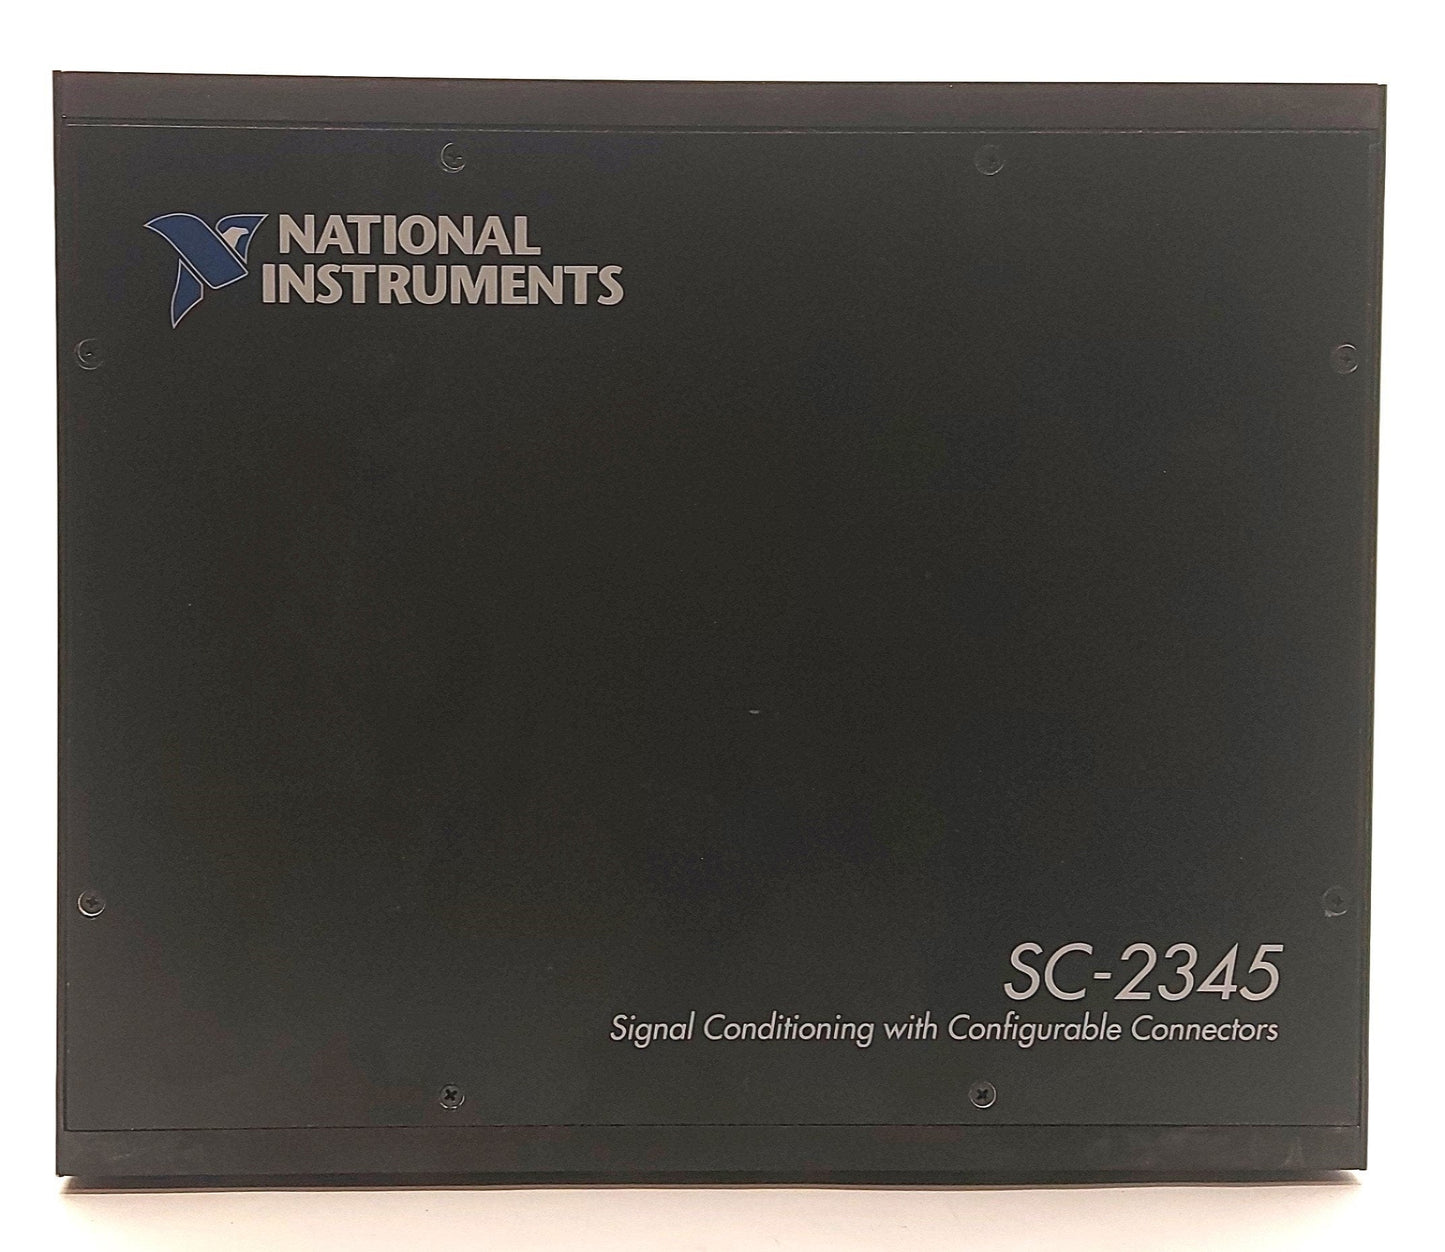 NATIONAL
INSTRUMENTS
SC-2345
Signal Conditioning with Configurable Connectors